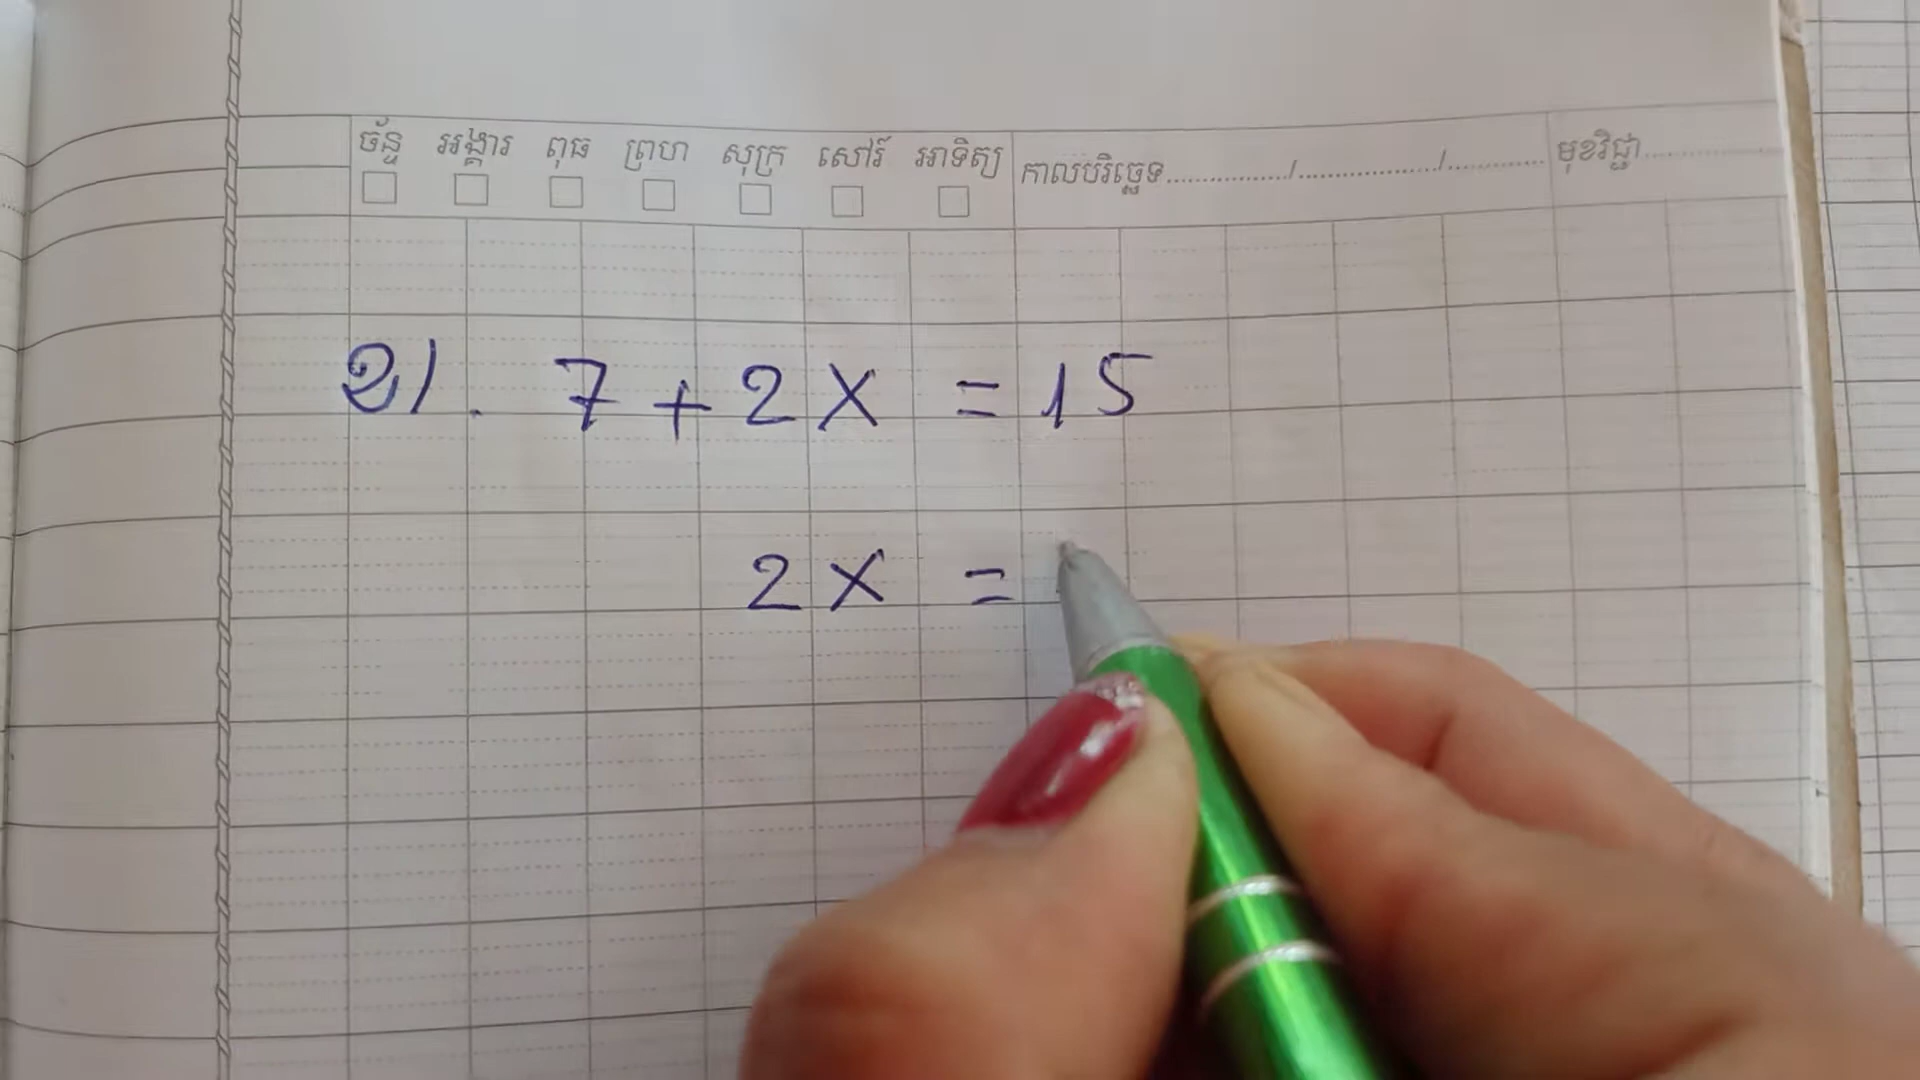 ច័ន្ទ អង្គារ ពុធ ព្រហ សុក្រ សៅរ៍ អាទិត្យ កាលបរិច្ឆេទ................/...................../............ មុខវិជ្ជា...................
២). 7 + 2x = 15
2x =